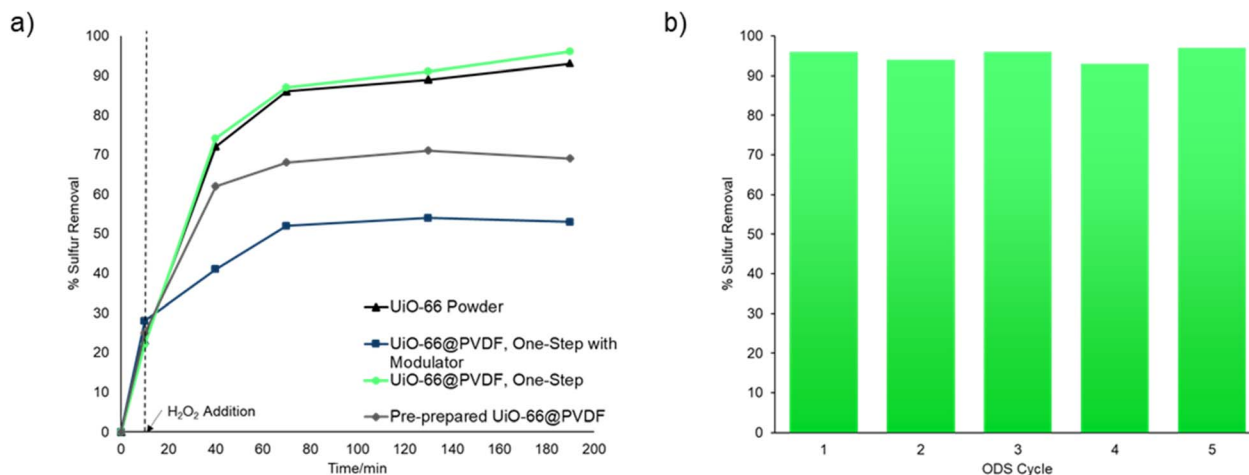 a)
% Sulfur Removal
100
90
80
70
60
50
40
30
20
10
0
0 20 40 60 80 100 120 140 160 180 200
Time/min
H₂O₂ Addition
UiO-66 Powder
UiO-66@PVDF, One-Step with
Modulator
UiO-66@PVDF, One-Step
Pre-prepared UiO-66@PVDF
b)
% Sulfur Removal
100
90
80
70
60
50
40
30
20
10
0
1 2 3 4 5
ODS Cycle